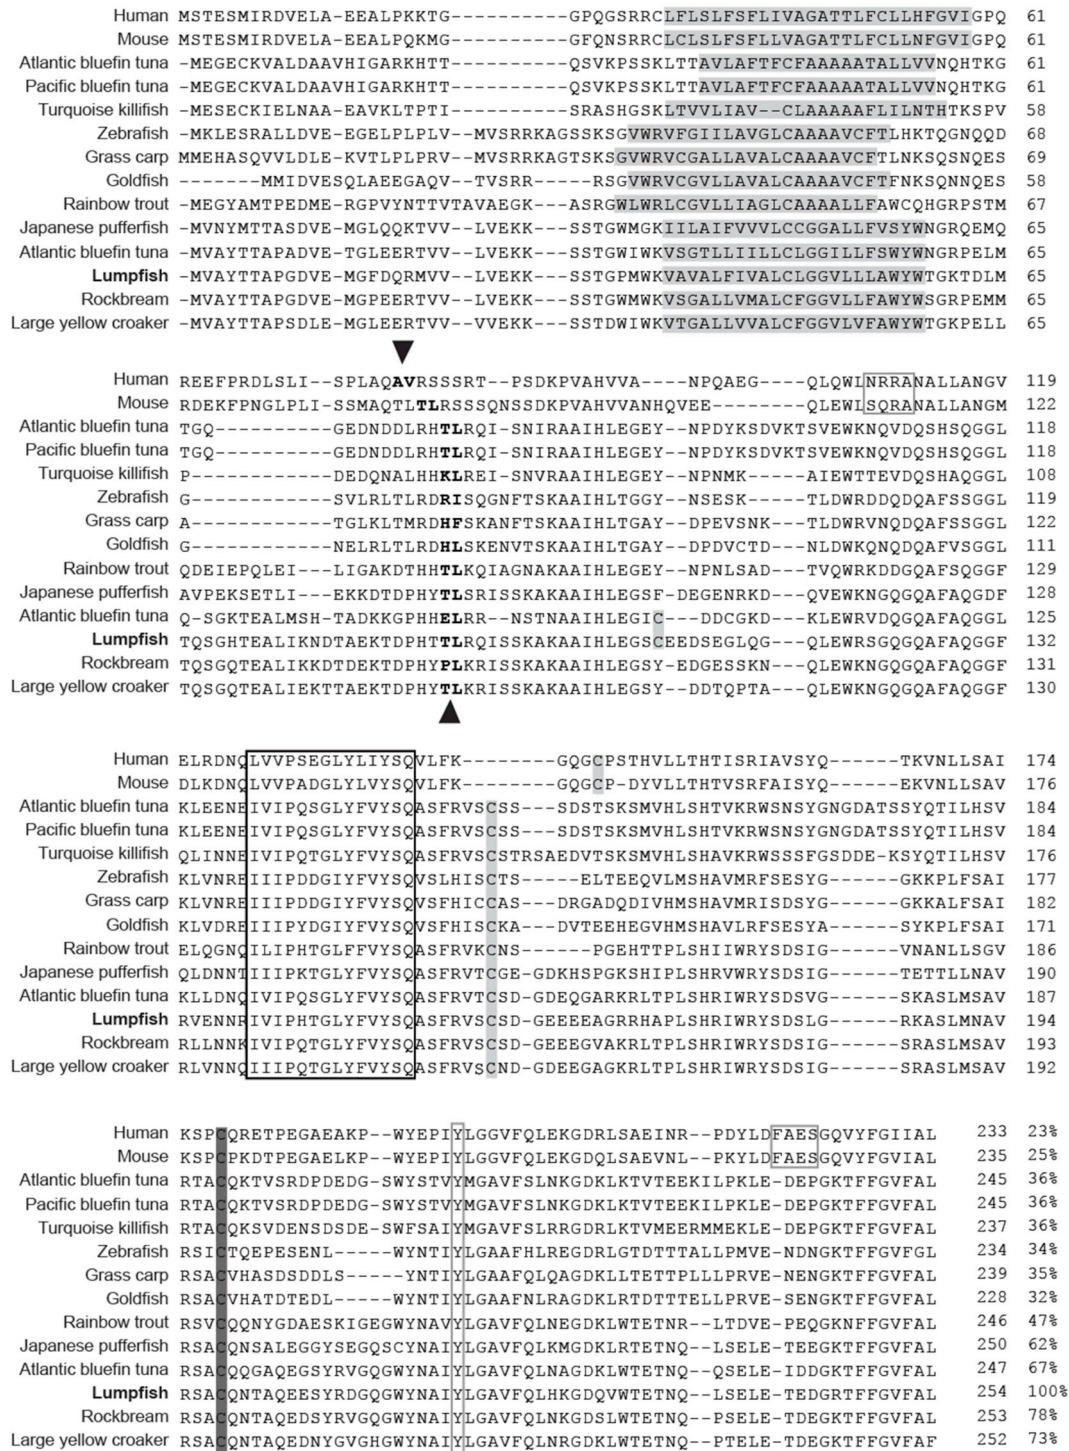 Human -MSTESMIRDVELA-EEALPKKTG----------GPQGSRRCLFLSLFSFLIVAGATTLFCLLHFGVIGPQ 61
Mouse -MSTESMIRDVELA-EEALPQKMG----------GFQNSRRCLCLSLFSFLLVAGATTLFCLLNFGVIGPQ 61
Atlantic bluefin tuna -MEGECKVALDAAVHIGARKHTT----------QSVKPSSKLTTAVLAFTFCFAAAAATALLVVNQHTKG 61
Pacific bluefin tuna -MEGECKVALDAAVHIGARKHTT----------QSVKPSSKLTTAVLAFTFCFAAAAATALLVVNQHTKG 61
Turquoise killifish -MESECKIELNAA-EAVKLTPTI----------SRASHGSKLTVVLIAV--CLAAAAAFLILNTHTKSPV 58
Zebrafish -MKLESRALLDVE-EGELPLPLV--MVSRRKAGSSKSGVWRVFGIILAVGLCAAAAVCFTLHKTQGNQQD 68
Grass carp MMEHASQVVLDLE-KVTLPLPRV--MVSRRKAGTSKSGVWRVCGALLAVALCAAAAVCFTLNKSQSNQES 69
Goldfish -------MMIDVESQLAEEGAQV--TVSRR----RSGVWRVCGVLLAVALCAAAAVCFTFNKSQNNQES 58
Rainbow trout -MEGYAMTPEDME-RGPVYNTTVTAVAEGK---ASRGWLWRLCGVLLIAGLCAAAALLFAWCQHGRPSTM 67
Japanese pufferfish -MVNYMTTASDVE-MGLQQKTVV--LVEKK---SSTGWMGKIILAIFVVVLCCGGALLFVSYWNGRQEMQ 65
Atlantic bluefin tuna -MVAYTTLPADVE-TGLEERTVV--LVEKK---SSTGWIWKVSGTLLIILLCLGGILLFSWYWNGRPELM 65
Lumpfish -MVAYTTAPGDVE-MGFDQRMVV--LVEKK---SSTGPMWKVAVALFIVALCLGGVLLLAWYWTGKTDLM 65
Rockbream -MVAYTTAPGDVE-MGPEERTVV--LVEKK---SSTGWMWKVSGALLVMALCFGGVLLFAWYWSGRPEMM 65
Large yellow croaker -MVAYTTAPSDLE-MGLEERTVV--VVEKK---SSTDWIWKVTGALLVVALCFGGVLVFAWYWTGKPELL 65
Human REEFPRDLSLI--SPLAQAVRSSSRT--PSDKPVAHVVA----NPQAEG----QLQWLNRRANALLANGV 119
Mouse RDEKFPNGLPLI--SSMAQTLTLRSSSQNSSDKPVAHVVANHQVEE------QLEWLSQRANALLANGM 122
Atlantic bluefin tuna TGQ----------GEDNDDLRHTLRQI-SNIRAAIHLEGEY--NPDYKSDVKTSVEWKNQVDQSHSQGGL 118
Pacific bluefin tuna TGQ----------GEDNDDLRHTLRQI-SNIRAAIHLEGEY--NPDYKSDVKTSVEWKNQVDQSHSQGGL 118
Turquoise killifish P------------DEDQNALHHKLREI-SNVRAAIHLEGEY--NPNMK-----AIEWTTEVDQSHAQGGL 108
Zebrafish G------------SVLRLTLRDRISQGNFTSKAAIHLTGGY--NSESK-----TLDWRDDQDQAFSSGGL 119
Grass carp A------------TGLKLTMRDHFSKANFTSKAAIHLTGAY--DPEVSNK---TLDWRVNQDQAFSSGGL 122
Goldfish G------------NELRLTLRDHLSKENVTSKAAIHLTGAY--DPDVCTD---NLDWKQNQDQAFVSGGL 111
Rainbow trout QDEIEPQLEI---LIGAKDTHHTLKQIAGNAKAAIHLEGEY--NPNLSAD---TVQWRKDDGQAFSQGGF 129
Japanese pufferfish AVPEKSETLI---EKKDTDPHYTLSRISSKAKAAIHLEGSF-DEGENRKD---QVEWKNGQGQAFAQGDF 128
Atlantic bluefin tuna Q-SGKTEALMSH-TADKKGPHHELRR--NSTNAAIHLEGIC---DDCGKD---KLEWRVDQGQAFAQGGL 125
Lumpfish TQSGHTEALIKNDTAEKTDPHTTLRQISSKAKAAIHLEGSCEEDSEGLQG---QLEWRSGQGQAFAQGGF 132
Rockbream TQSGQTEALIKKDTDEKTDPHYPLKRISSKAKAAIHLEGSY-EDGESSKN---QLEWKNGQGQAFAQGGF 131
Large yellow croaker TQSGQTEALIEKTTAEKTDPHYTLKRISSKAKAAIHLEGSY--DDTQPTA---QLEWKNGQGQAFAQGGF 130
Human ELRDNQLVVPSEGLYLIYSQVLFK--------GQGCPSTHVLLTHTISRIAVSYQ------TKVNLLSAI 174
Mouse DLKDNQLVVPADGLYLVYSQVLFK--------GQGCP-DYVLLTHTVSRFAISYQ------EKVNLLSAV 176
Atlantic bluefin tuna KLEENEIVIPQSGLYFVYSQASFRVSCSS---SDSTSKSMVHLSHTVKRWSNSYGNGDATSSYQTILHSV 184
Pacific bluefin tuna KLEENEIVIPQSGLYFVYSQASFRVSCSS---SDSTSKSMVHLSHTVKRWSNSYGNGDATSSYQTILHSV 184
Turquoise killifish QLINNEIVIPQTGLYFVYSQASFRVSCSTRSAEDVTSKSMVHLSHAVKRWSSSFGSDDE-KSYQTILHSV 176
Zebrafish KLVNREIIIPDDGIYFVYSQVSLHISCTS-----ELTEEQVLMSHAVMRFSESYG------GKKPLFSAI 177
Grass carp KLVNREIIIPDDGIYFVYSQVSFHICCAS---DRGADQDIVHMSHAVMRISDSYG------GKKALFSAI 182
Goldfish KLVDREIIIPYDGIYFVYSQVSFHISCKA---DVTEEHEGVHMSHAVLRFSESYA------SYKPLFSAI 171
Rainbow trout ELQGNQILIPHTGLFFVYSQASFRVKCNS------PGEHTTPLSHIIWRYSDSIG------VNANLLSGV 186
Japanese pufferfish QLDNNTIIIPKTGLYFVYSQASFRVTCGE-GDKHSPGKSHIPLSHRVWRYSDSIG------TETTLLNAV 190
Atlantic bluefin tuna KLLDNQIVIPQSGLYFVYSQASFRVTCSD-GDEQGARKRLTPLSHRIWRYSDSVG------SKASLMSAV 187
Lumpfish RVENNRIVIPHTGLYFVYSQASFRVSCSD-GEEEEAGRRHAPLSHRIWRYSDSLG------RKASLMNAV 194
Rockbream RLLNNKIVIPQTGLYFVYSQASFRVSCSD-GDEEEGVAKRLTPLSHRIWRYSDSIG------SRASLMSAV 193
Large yellow croaker RLVNNQIIIPQTGLYFVYSQASFRVSCND-GDEEGAGKRLTPLSHRIWRYSDSIG------SRASLMSAV 192
Human KSPCQRETPEGAEAKP--WYEPIYLGGVFQLEKGDRLSAEINR--PDYLDFAESGQVYFGIIAL 233 23%
Mouse KSPCPKDTPEGAELKP--WYEPIYLGGVFQLEKGDQLSAEVNL--PKYLDFAESGQVYFGVIAL 235 25%
Atlantic bluefin tuna RTACQKTVSRDPDEDG-SWYSTVYMGAVFSLNKGDKLKTVTEEKILPKLE-DEPGKTFFGVFAL 245 36%
Pacific bluefin tuna RTACQKTVSRDPDEDG-SWYSTVYMGAVFSLNKGDKLKTVTEEKILPKLE-DEPGKTFFGVFAL 245 36%
Turquoise killifish RTACQKSVDENSDSDE-SWFSAIYMGAVFSLRRGDRLKTVMEERMMEKLE-DEEGKTFFGVFAL 237 36%
Zebrafish RSICTQEPESENL-----WYNTIYLGAAFHLREGDRLGTDTTTALLPMVE-NDNGKTFFGVFGL 234 34%
Grass carp RSACVHASDSDDLS-----YNTIYLGAAFQLQAGDKLLTETTPLLLPRVE-NENGKTFFGVFAL 239 35%
Goldfish RSACVHATDTEDL-----WYNTIYLGAAFNLRAGDKLRTDTTTELLPRVE-SENGKTFFGVFAL 228 32%
Rainbow trout RSVCQQNYGDAESKIGEGWYNAVYLGAVFQLNEGDKLWTETNR--LTDVE-PEQGKNFFGVFAL 246 47%
Japanese pufferfish RSACQNSALEGGYSEGQSCYNAIYLGAVFQLKMGDKLRTETNQ--LSELE-TEEGKTFFGVFAL 250 62%
Atlantic bluefin tuna RSACQQGAQEGSYRVGQGWYNAIYLGAVFQLNAGDKLWTETNQ--QSELE-IDDGKTFFGVFAL 247 67%
Lumpfish RSACQNTAQEESYRDGQGWYNAIYLGAVFQLHKGDQVWTETNQ--LSELE-TEDGRTFFGVFAL 254 100%
Rockbream RSACQNTAQEDSYRVGQGWYNAIYLGAVFQLNRGDSLWTETNQ--PSELE-TDEGKTFFGVFAL 253 78%
Large yellow croaker RSACQNTAQEDNYGVGHGWYNAIYLGAVFQLNKGDKLWTETNQ--PTELE-TDEGKTFFGVFAF 252 73%